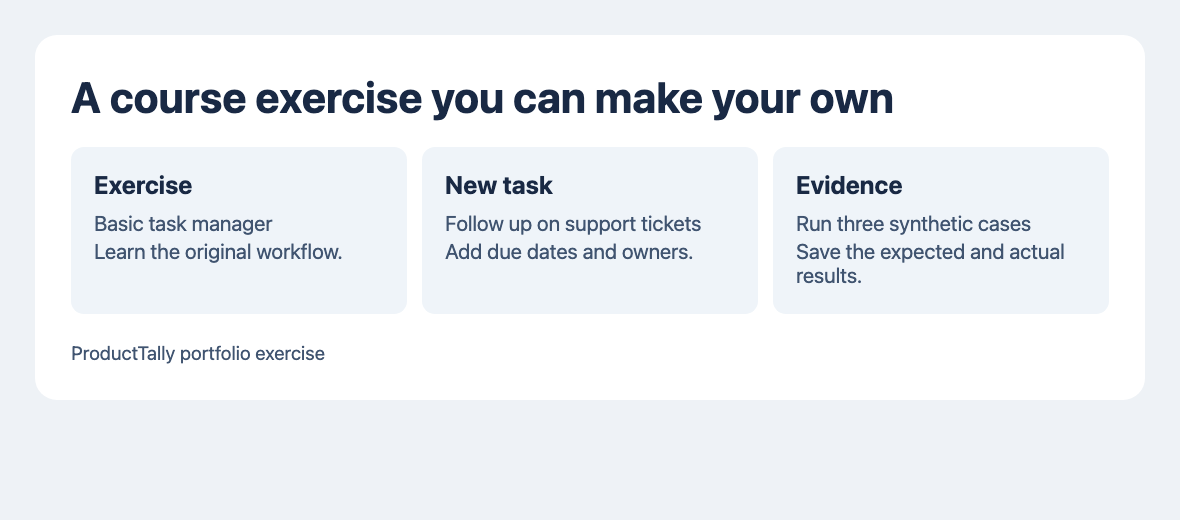 A course exercise you can make your own
Exercise
Basic task manager
Learn the original workflow.
New task
Follow up on support tickets
Add due dates and owners.
Evidence
Run three synthetic cases
Save the expected and actual
results.
ProductTally portfolio exercise